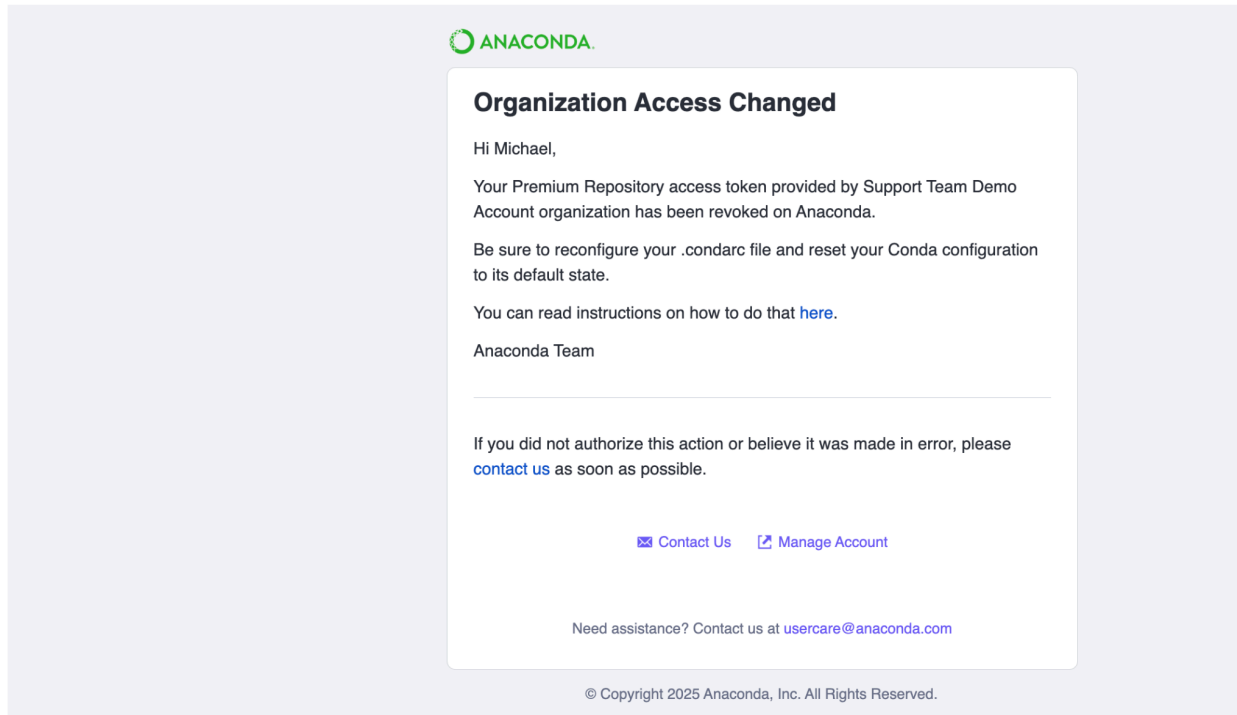 ANACONDA.
Organization Access Changed
Hi Michael,
Your Premium Repository access token provided by Support Team Demo
Account organization has been revoked on Anaconda.
Be sure to reconfigure your .condarc file and reset your Conda configuration
to its default state.
You can read instructions on how to do that here.
Anaconda Team
If you did not authorize this action or believe it was made in error, please
contact us as soon as possible.
Contact Us Manage Account
Need assistance? Contact us at usercare@anaconda.com
© Copyright 2025 Anaconda, Inc. All Rights Reserved.